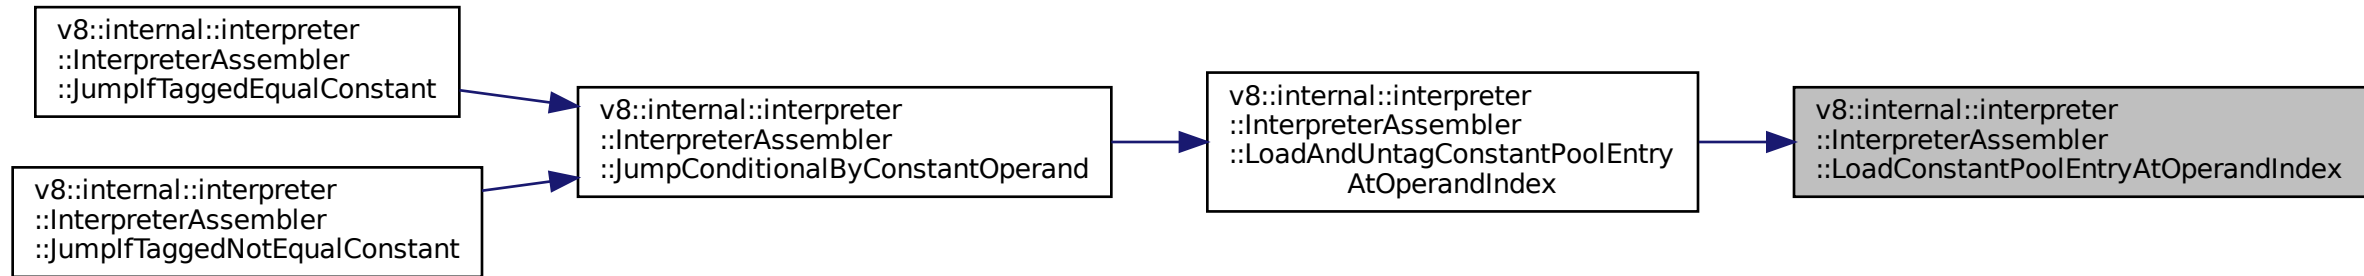 v8::internal::interpreter
::InterpreterAssembler
::JumpIfTaggedEqualConstant
v8::internal::interpreter
::InterpreterAssembler
::JumpIfTaggedNotEqualConstant
v8::internal::interpreter
::InterpreterAssembler
::JumpConditionalByConstantOperand
v8::internal::interpreter
::InterpreterAssembler
::LoadAndUntagConstantPoolEntry
AtOperandIndex
v8::internal::interpreter
::InterpreterAssembler
::LoadConstantPoolEntryAtOperandIndex